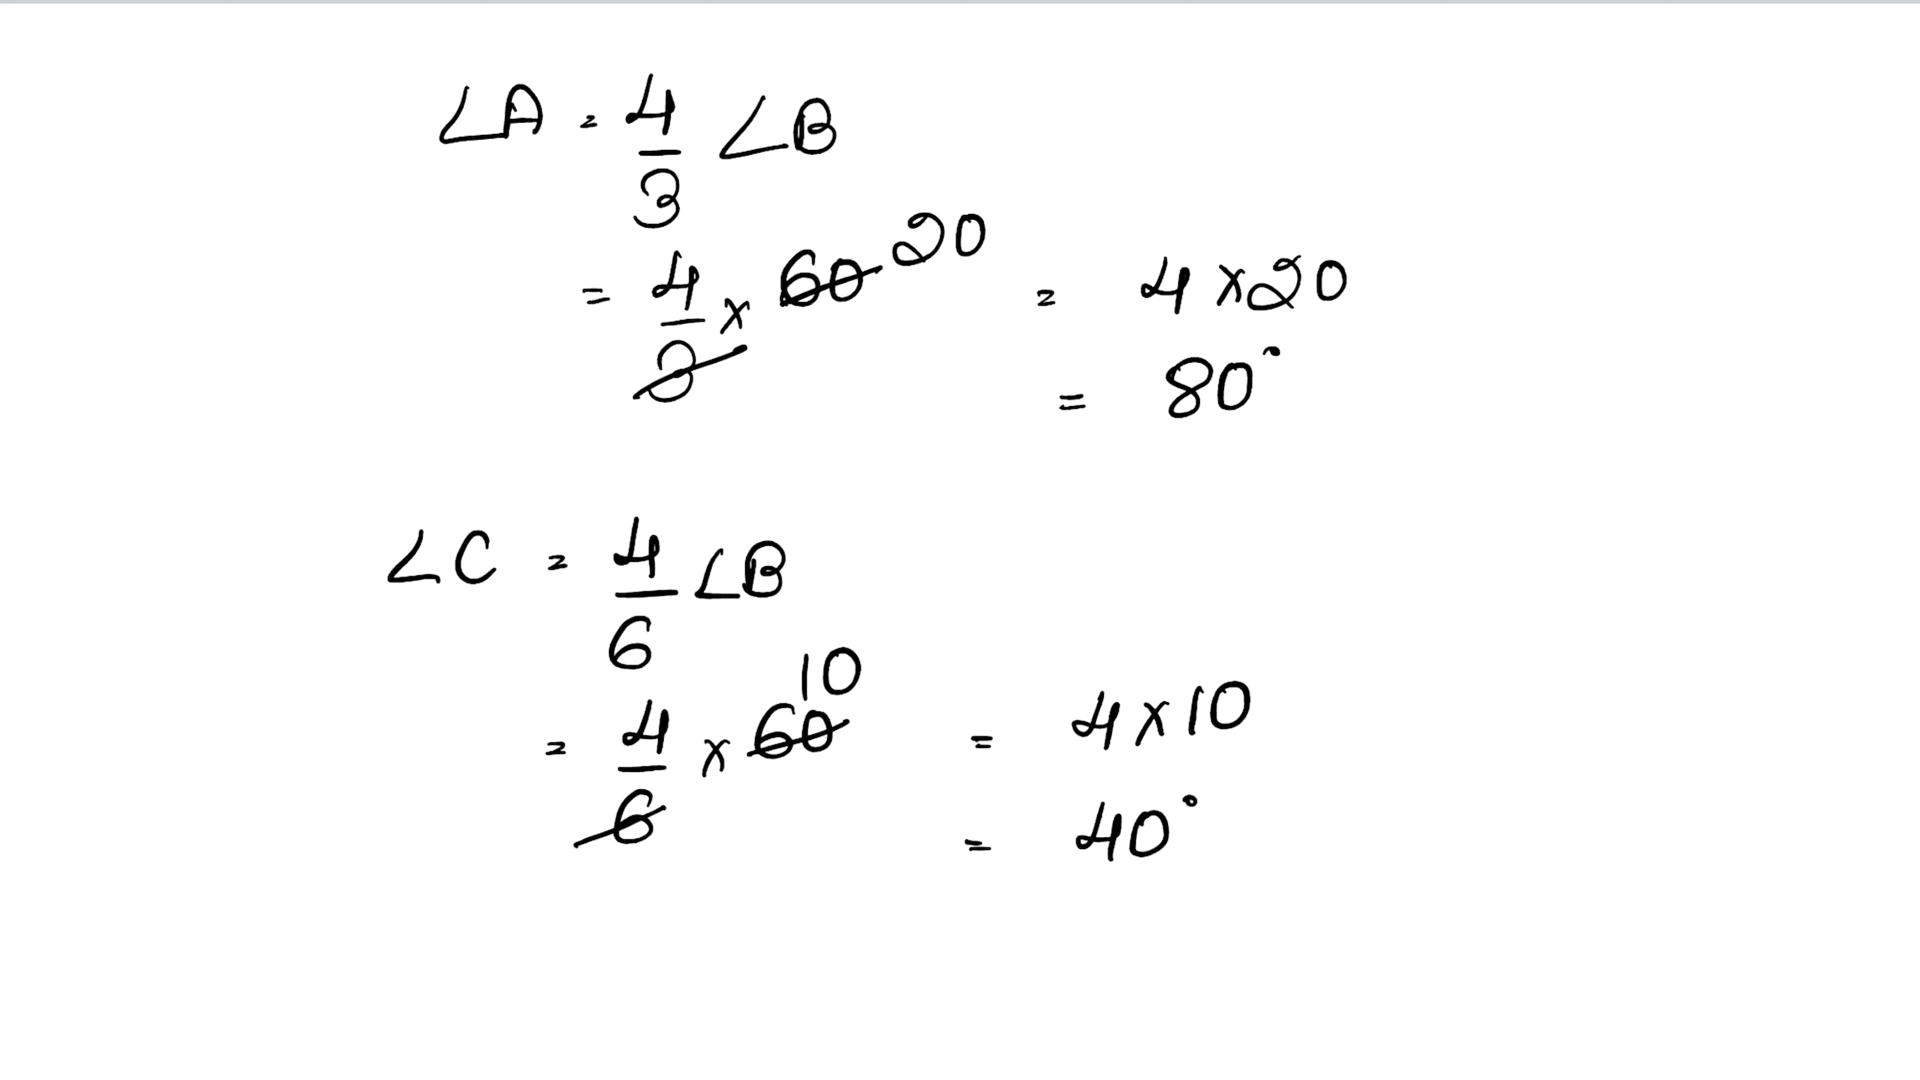 ∠A = 4/3 ∠B
= 4/3 × 60 20 = 4 × 20
= 80°
∠C = 4/6 ∠B
= 4/6 × 60 10 = 4 × 10
= 40°